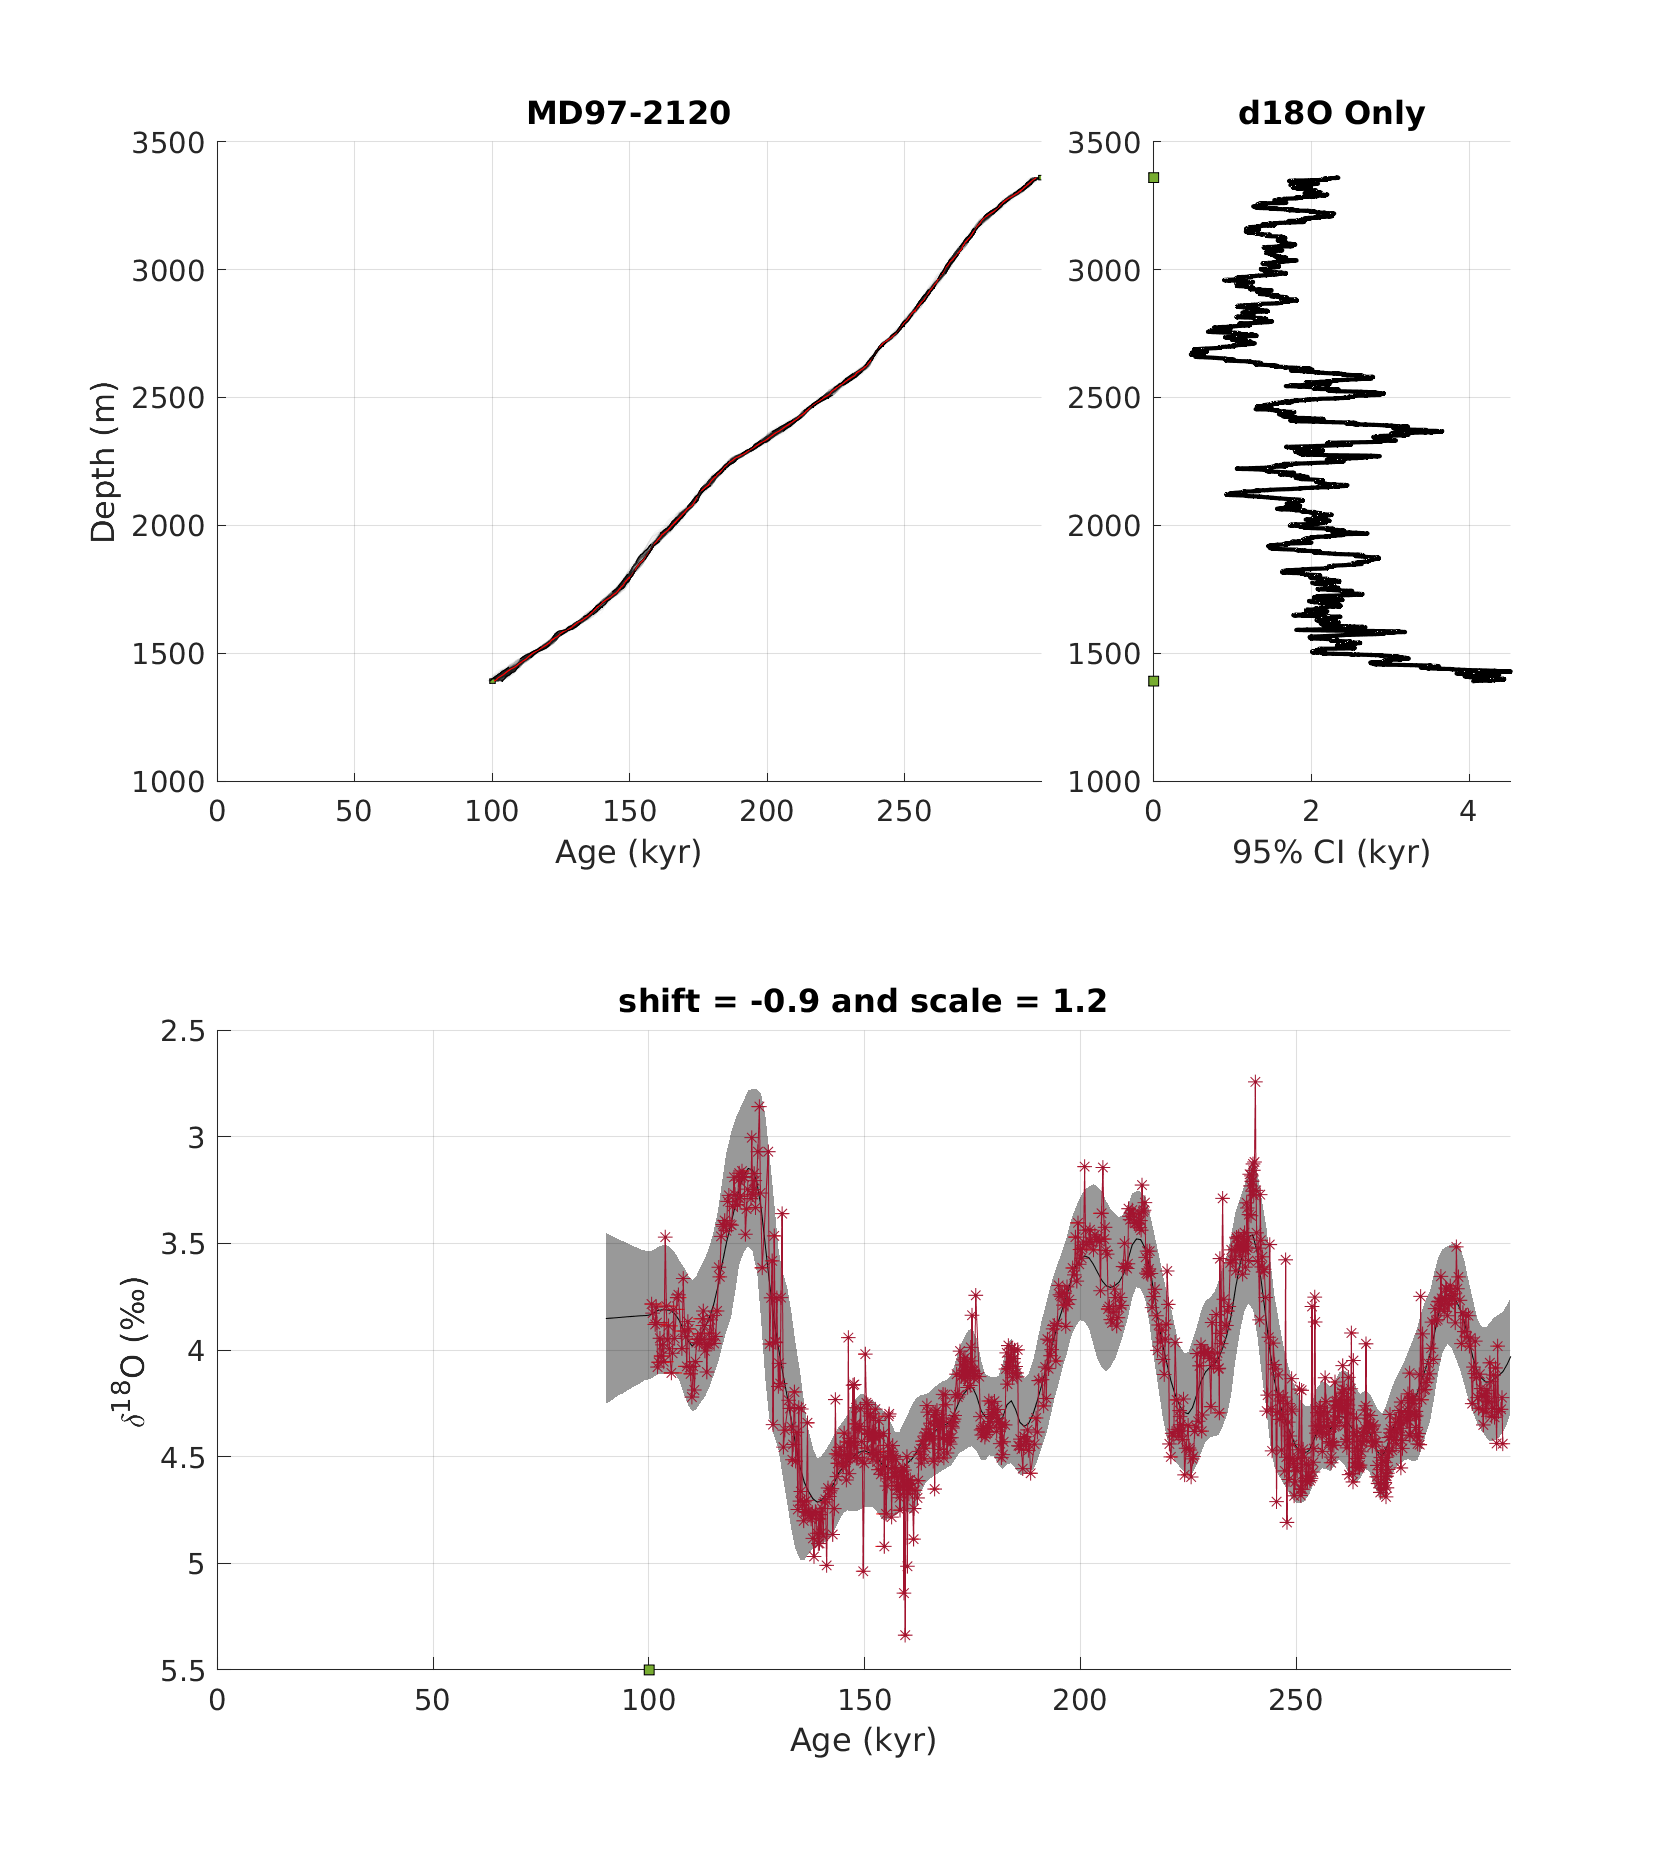 MD97-2120
d18O Only
3500
3000
2500
2000
1500
1000
Depth (m)
0 50 100 150 200 250
Age (kyr)
3500
3000
2500
2000
1500
1000
0 2 4
95% CI (kyr)
shift = -0.9 and scale = 1.2
2.5
3
3.5
4
4.5
5
5.5
δ¹⁸O (‰)
0 50 100 150 200 250
Age (kyr)